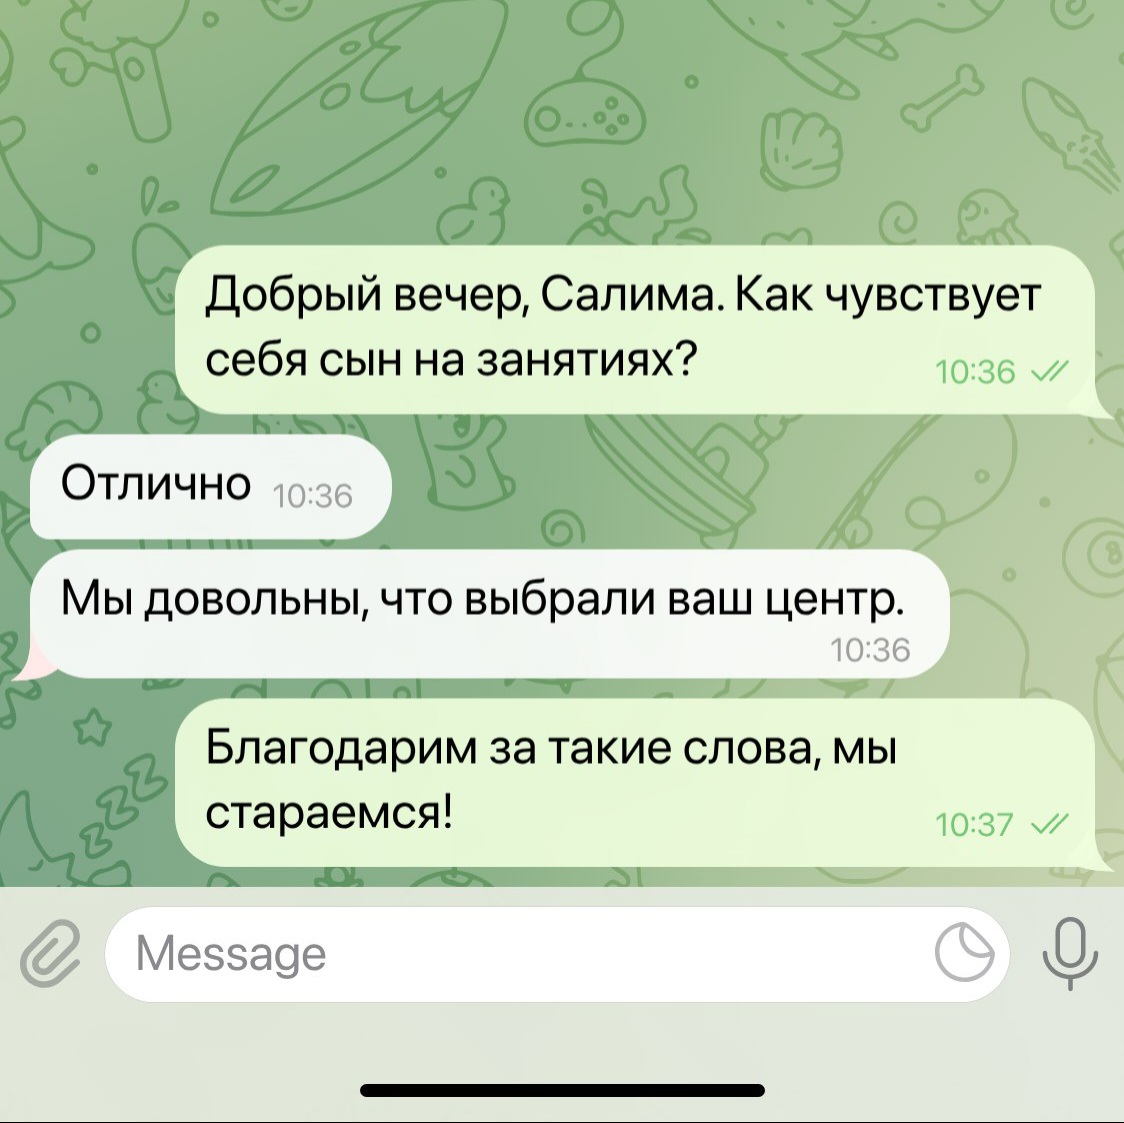 Добрый вечер, Салима. Как чувствует
себя сын на занятиях?
10:36
Отлично
10:36
Мы довольны, что выбрали ваш центр.
10:36
Благодарим за такие слова, мы
стараемся!
10:37
Message